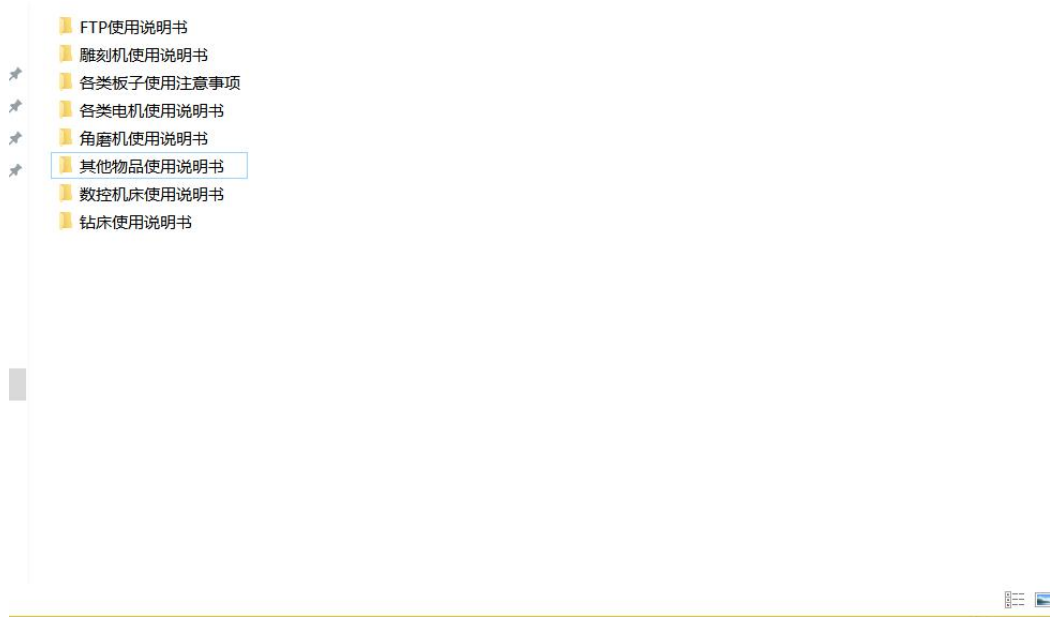 FTP使用说明书
雕刻机使用说明书
各类板子使用注意事项
各类电机使用说明书
角磨机使用说明书
其他物品使用说明书
数控机床使用说明书
钻床使用说明书